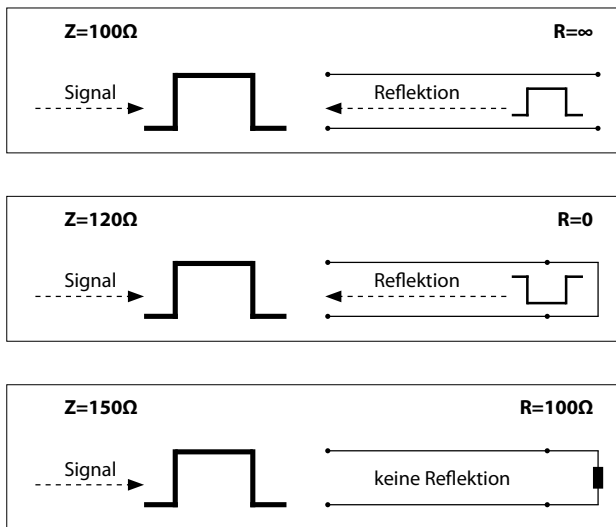 Z=100Ω R=∞
Signal Reflektion
Z=120Ω R=0
Signal Reflektion
Z=150Ω R=100Ω
Signal keine Reflektion